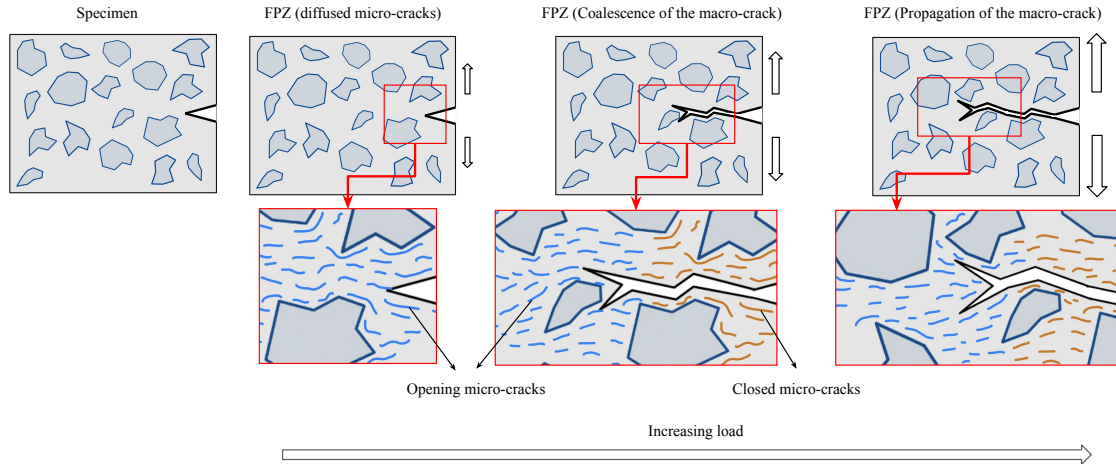 Specimen
FPZ (diffused micro-cracks)
FPZ (Coalescence of the macro-crack)
FPZ (Propagation of the macro-crack)
Opening micro-cracks
Closed micro-cracks
Increasing load